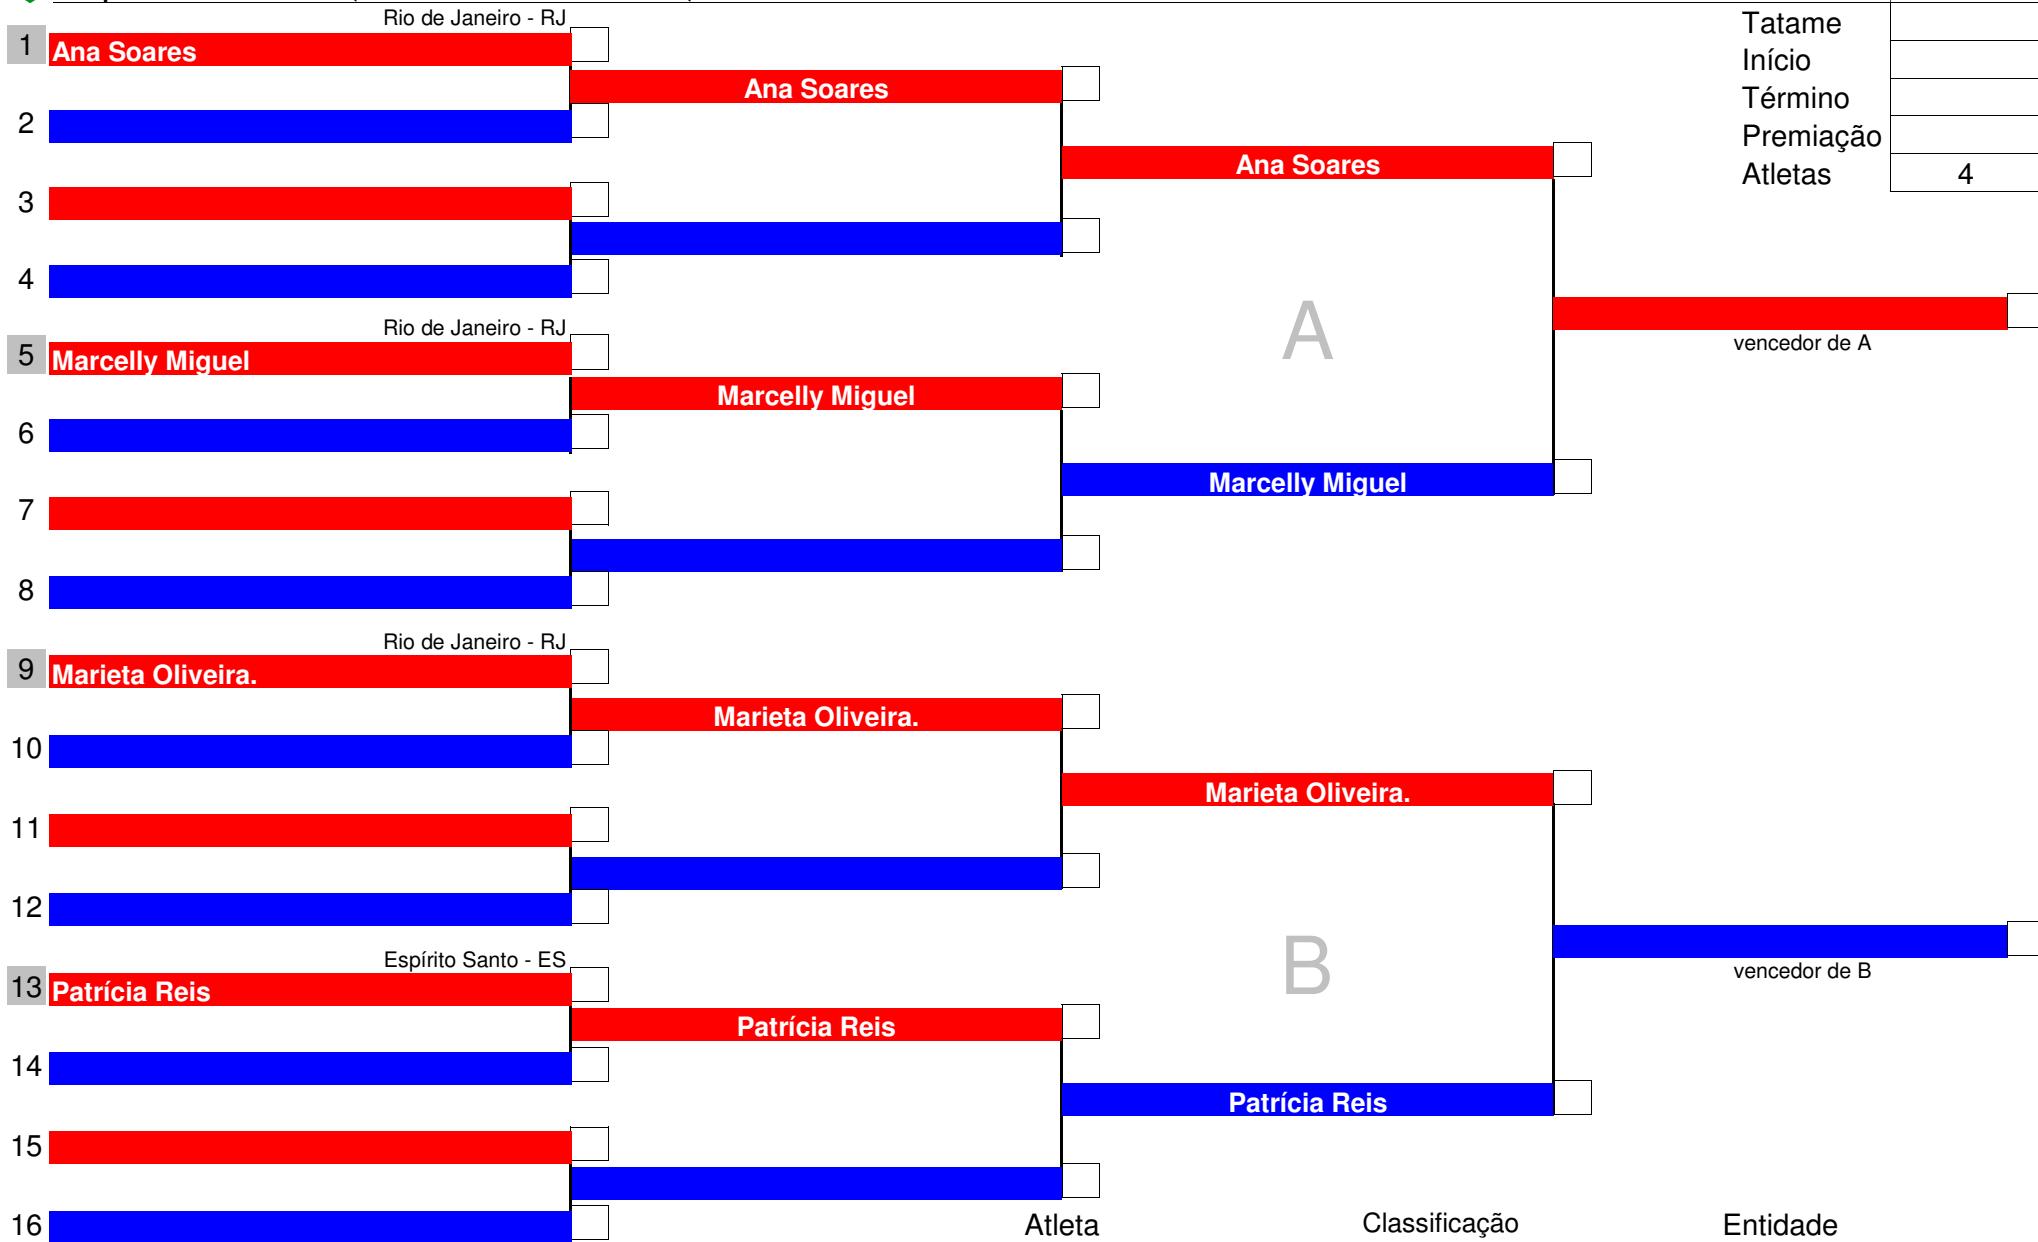 Rio de Janeiro - RJ
Tatame
1
Ana Soares
Início
Ana Soares
Término
2
Premiação
Ana Soares
Atletas
4
3
4
Rio de Janeiro - RJ
A
vencedor de A
5
Marcelly Miguel
Marcelly Miguel
6
Marcelly Miguel
7
8
Rio de Janeiro - RJ
9
Marieta Oliveira.
Marieta Oliveira.
10
Marieta Oliveira.
11
12
Espírito Santo - ES
B
vencedor de B
13
Patrícia Reis
Patrícia Reis
14
Patrícia Reis
15
16
Atleta
Classificação
Entidade